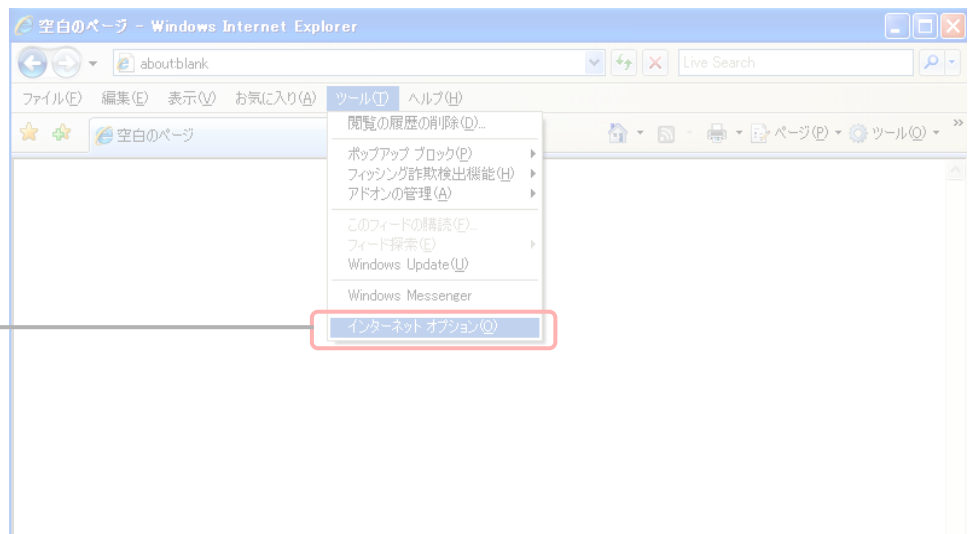 空白のページ - Windows Internet Explorer
about:blank
Live Search
ファイル(F) 編集(E) 表示(V) お気に入り(A) ツール(T) ヘルプ(H)
空白のページ
ページ(P) ツール(O) »
閲覧の履歴の削除(D)...
ポップアップ ブロック(P)
フィッシング詐欺検出機能(H)
アドオンの管理(A)
このフィードの購読(F)...
フィード探索(E)
Windows Update(U)
Windows Messenger
インターネット オプション(O)